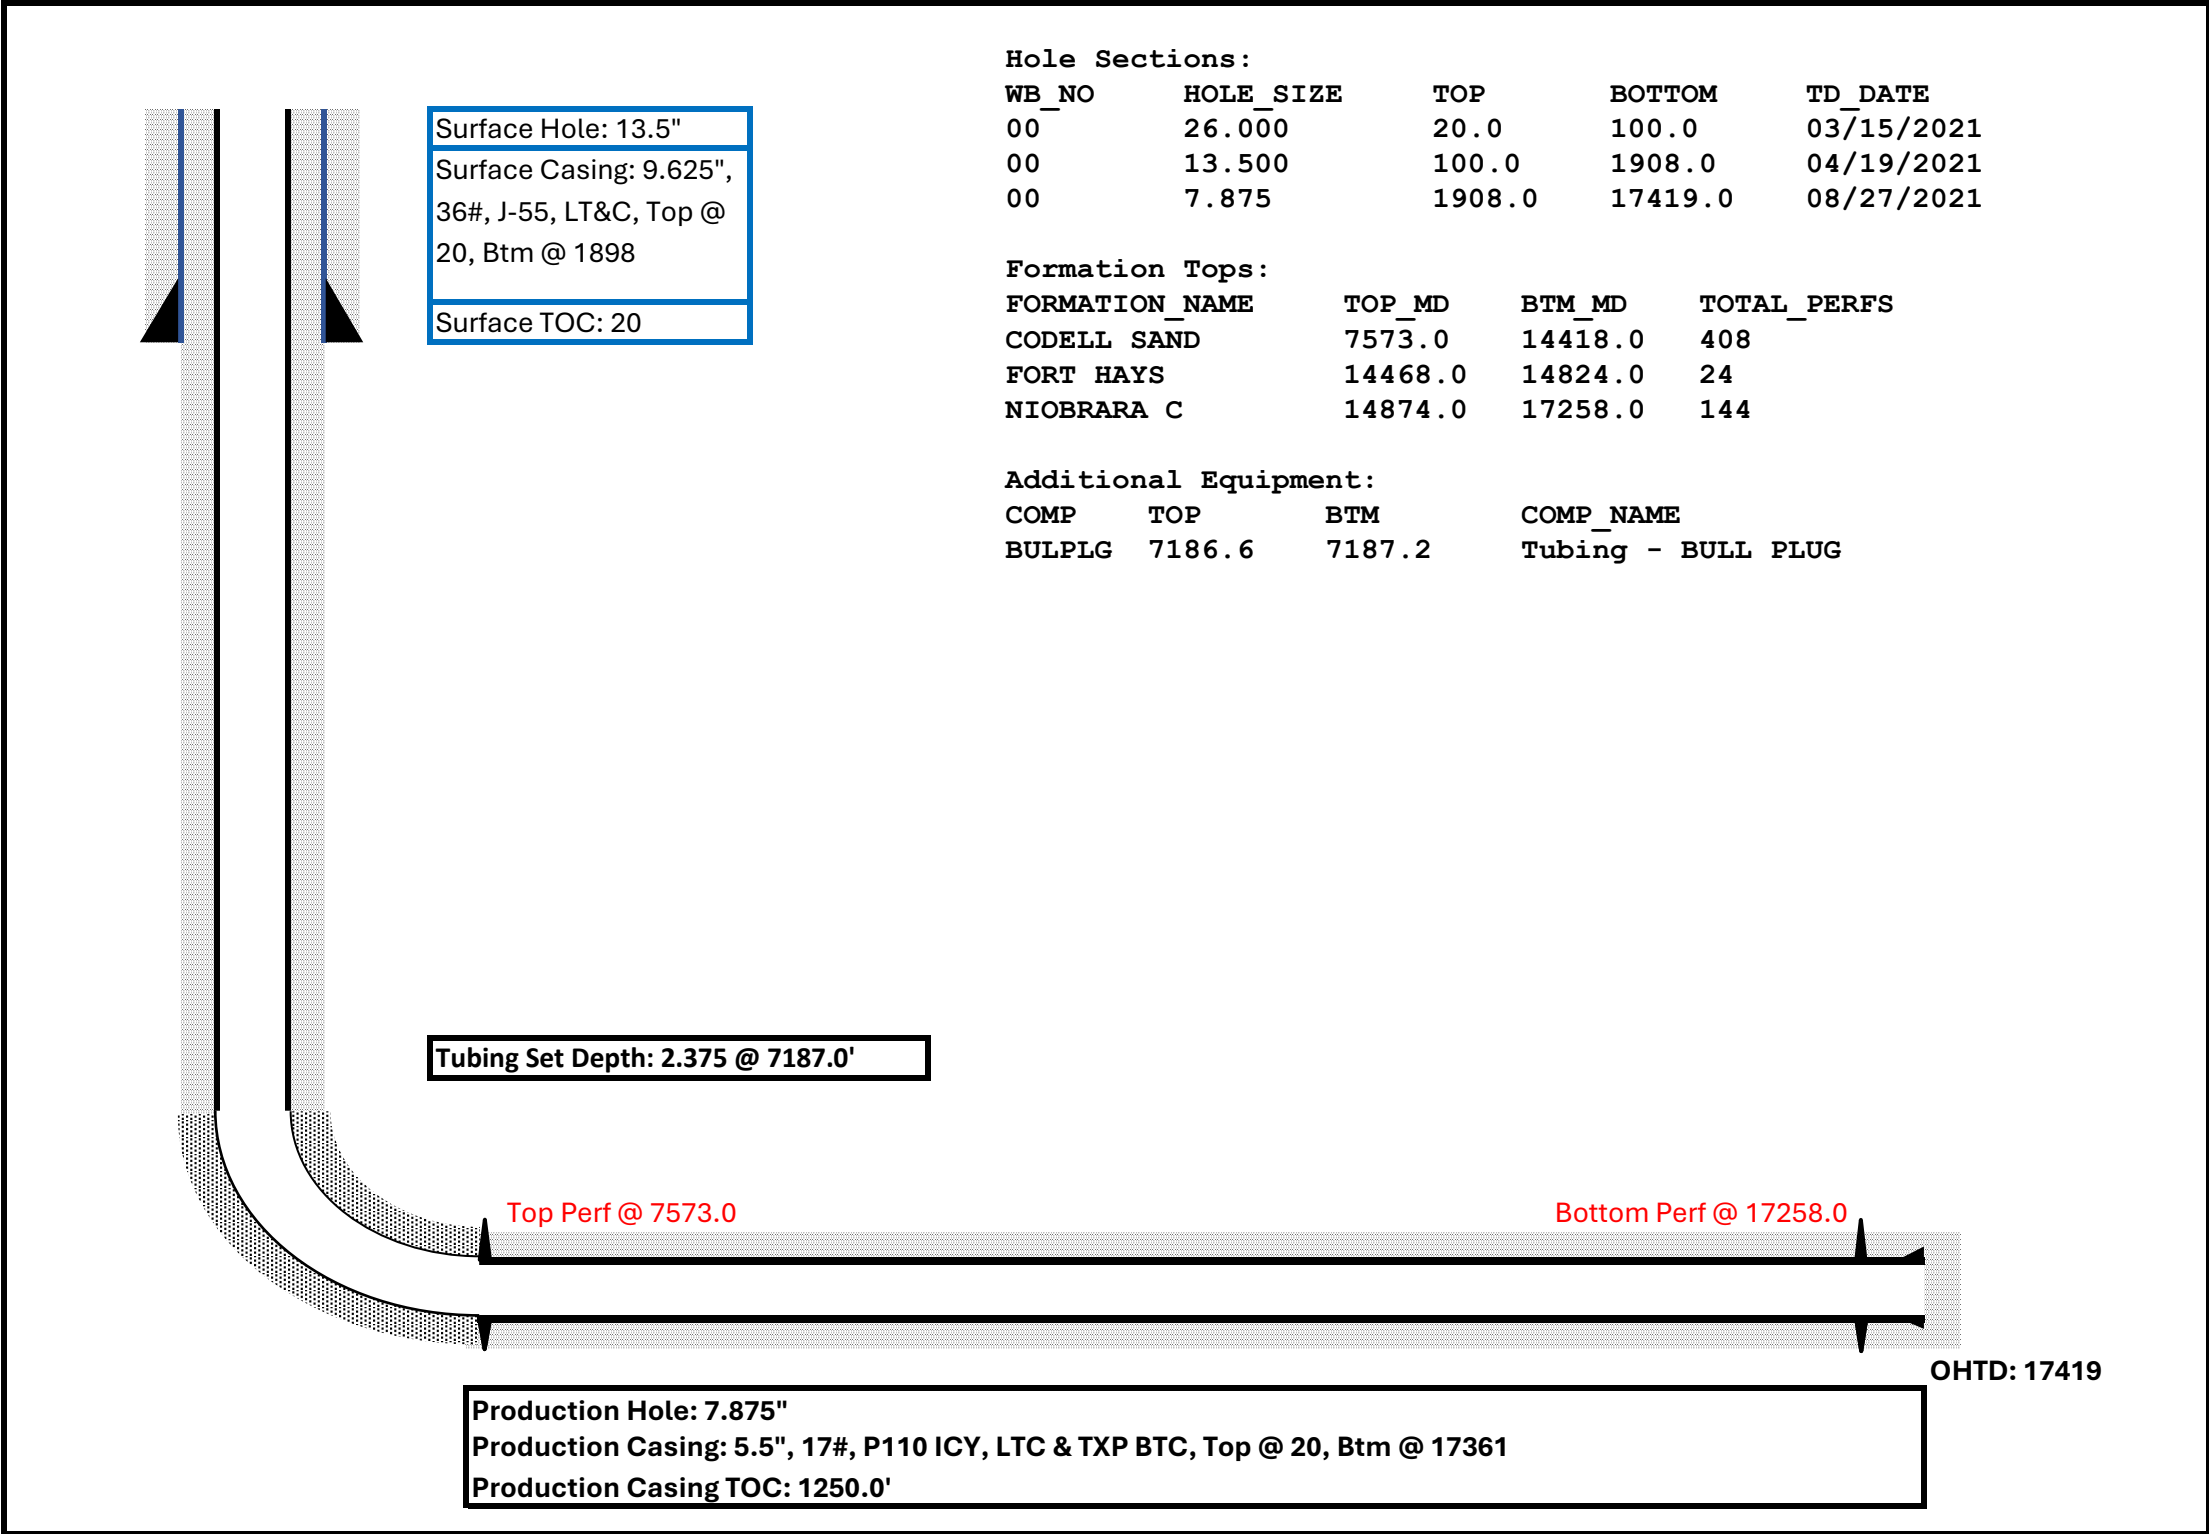 Hole Sections:
WB_NO HOLE_SIZE TOP BOTTOM TD_DATE
00 26.000 20.0 100.0 03/15/2021
00 13.500 100.0 1908.0 04/19/2021
00 7.875 1908.0 17419.0 08/27/2021
Formation Tops:
FORMATION_NAME TOP_MD BTM_MD TOTAL_PERFS
CODELL SAND 7573.0 14418.0 408
FORT HAYS 14468.0 14824.0 24
NIOBRARA C 14874.0 17258.0 144
Additional Equipment:
COMP TOP BTM COMP_NAME
BULPLG 7186.6 7187.2 Tubing - BULL PLUG
Surface Hole: 13.5"
Surface Casing: 9.625",
36#, J-55, LT&C, Top @
20, Btm @ 1898
Surface TOC: 20
Tubing Set Depth: 2.375 @ 7187.0'
Top Perf @ 7573.0
Bottom Perf @ 17258.0
OHTD: 17419
Production Hole: 7.875"
Production Casing: 5.5", 17#, P110 ICY, LTC & TXP BTC, Top @ 20, Btm @ 17361
Production Casing TOC: 1250.0'